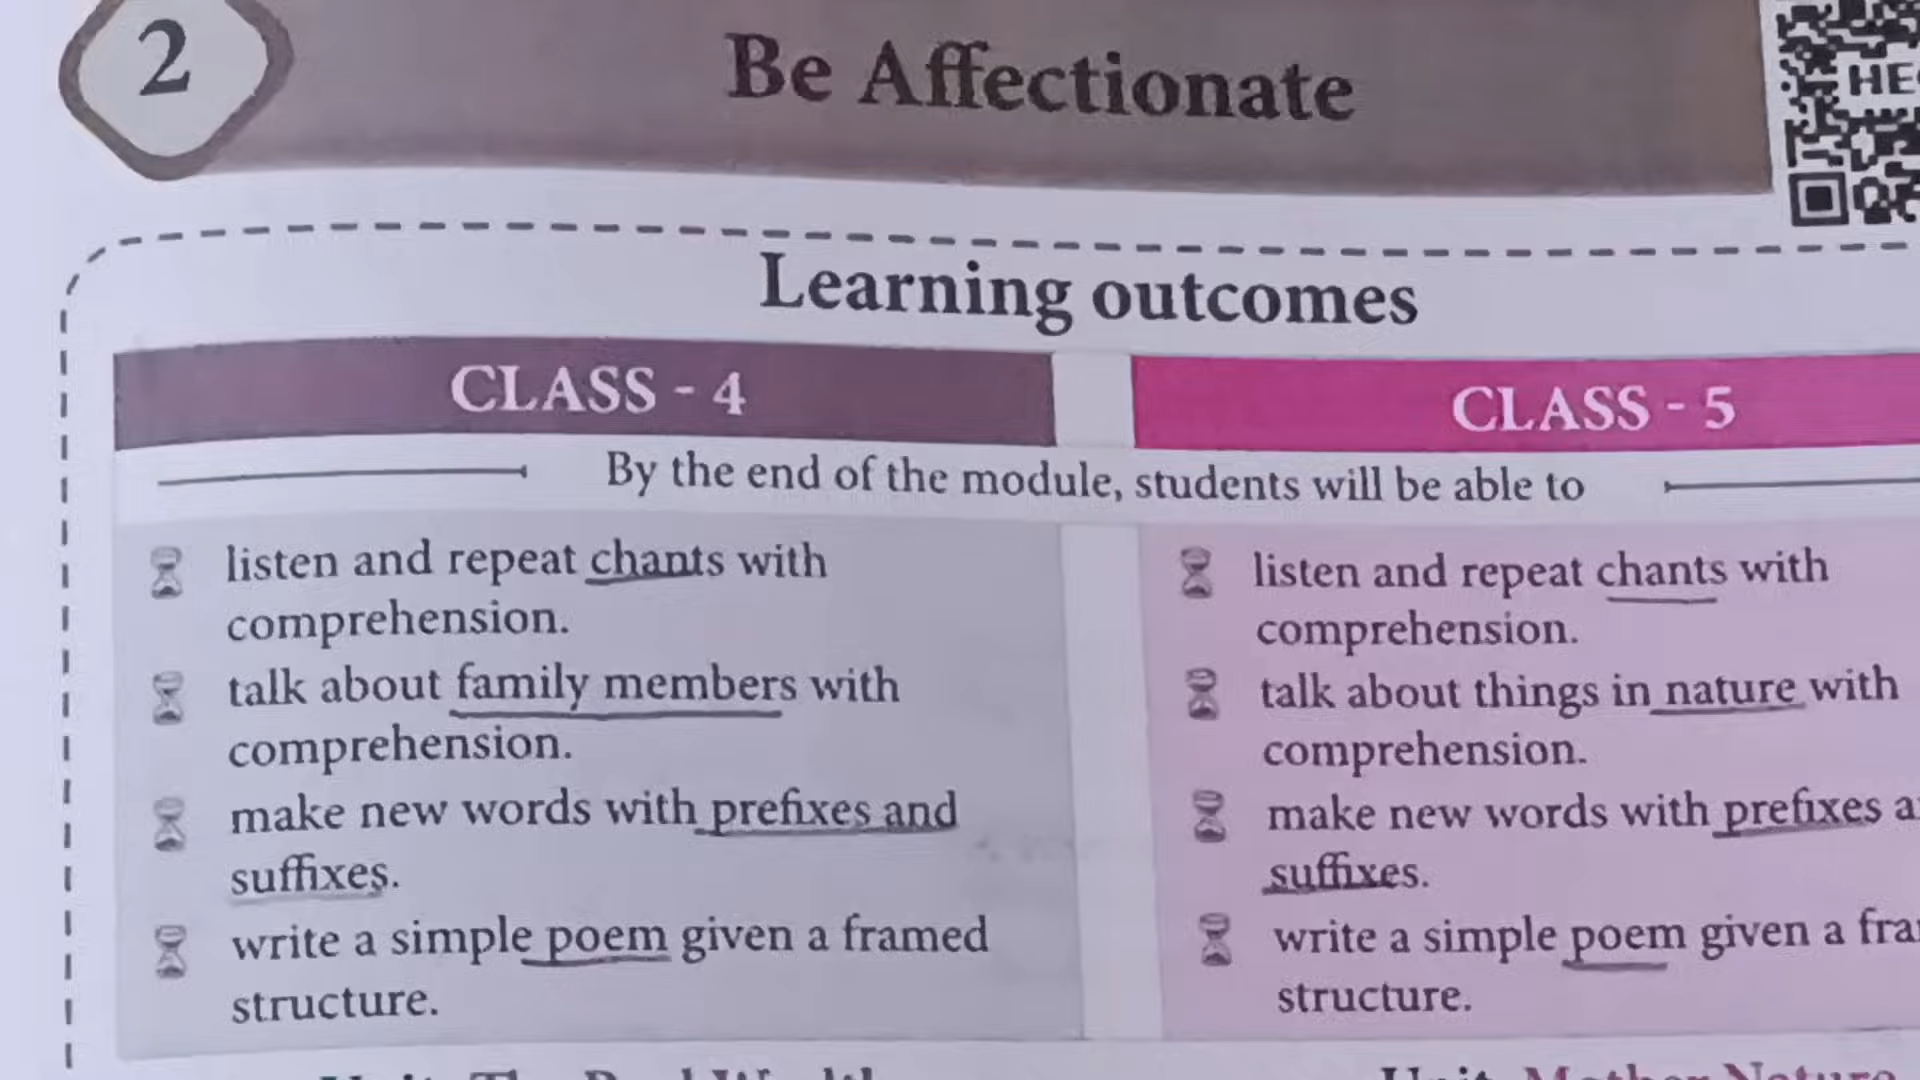 2
Be Affectionate
Learning outcomes
CLASS - 4
CLASS - 5
By the end of the module, students will be able to
listen and repeat chants with
comprehension.
talk about family members with
comprehension.
make new words with prefixes and
suffixes.
write a simple poem given a framed
structure.
listen and repeat chants with
comprehension.
talk about things in nature with
comprehension.
make new words with prefixes
suffixes.
write a simple poem given a
structure.
Mother Nature